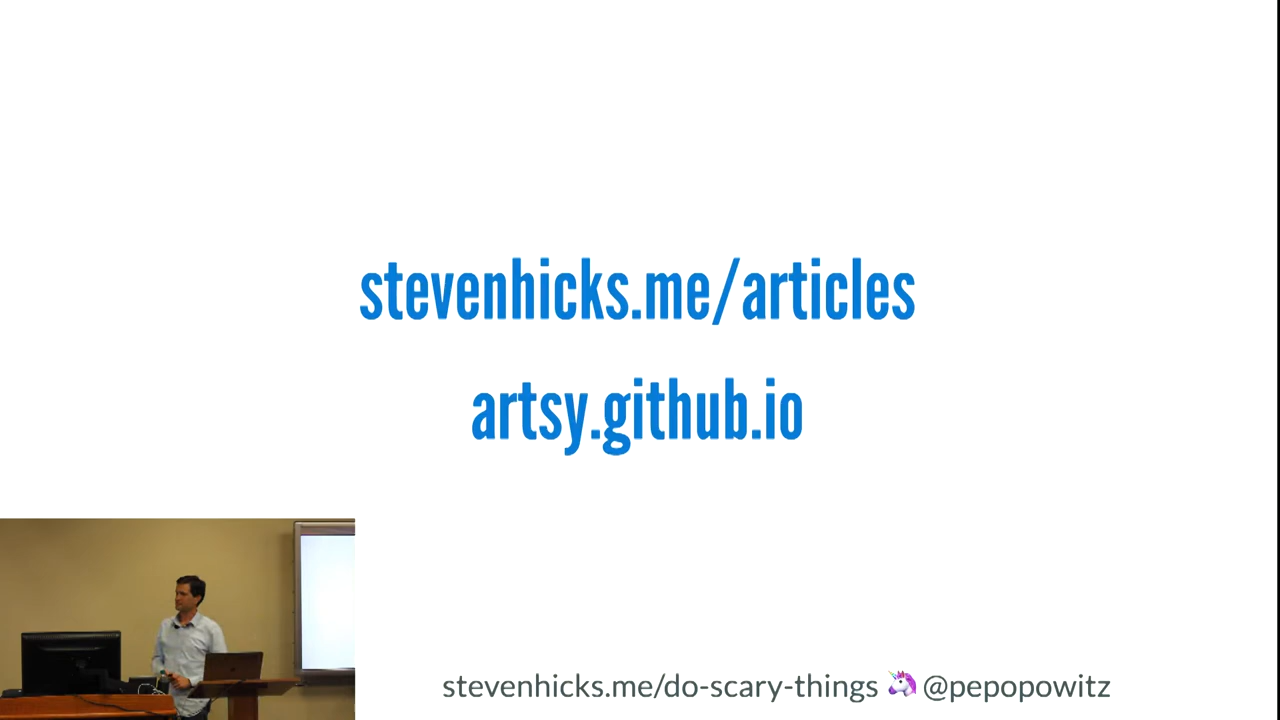 stevenhicks.me/articles
artsy.github.io
stevenhicks.me/do-scary-things 🦄 @pepopowitz